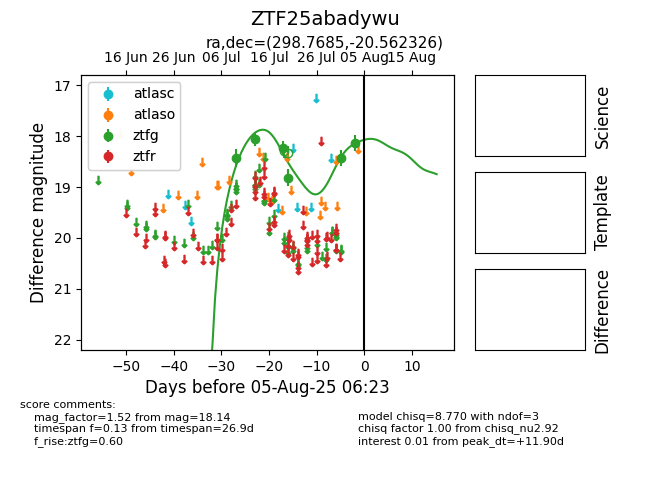 ZTF25abadywu
ra,dec=(298.7685,-20.562326)
16 Jun 26 Jun 06 Jul 16 Jul 26 Jul 05 Aug 15 Aug
17
18
19
20
21
22
Difference magnitude
atlasc
atlaso
ztfg
ztfr
−50 −40 −30 −20 −10 0 10
Days before 05-Aug-25 06:23
Science
Template
Difference
score comments:
mag_factor=1.52 from mag=18.14
timespan f=0.13 from timespan=26.9d
f_rise:ztfg=0.60
model chisq=8.770 with ndof=3
chisq factor 1.00 from chisq_nu2.92
interest 0.01 from peak_dt=+11.90d